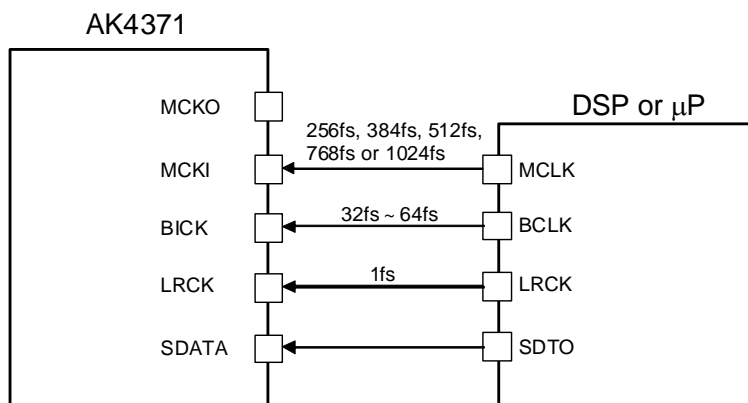 AK4371
DSP or μP
MCKO
256fs, 384fs, 512fs,
768fs or 1024fs
MCKI
MCLK
BICK
32fs ~ 64fs
BCLK
LRCK
1fs
LRCK
SDATA
SDTO